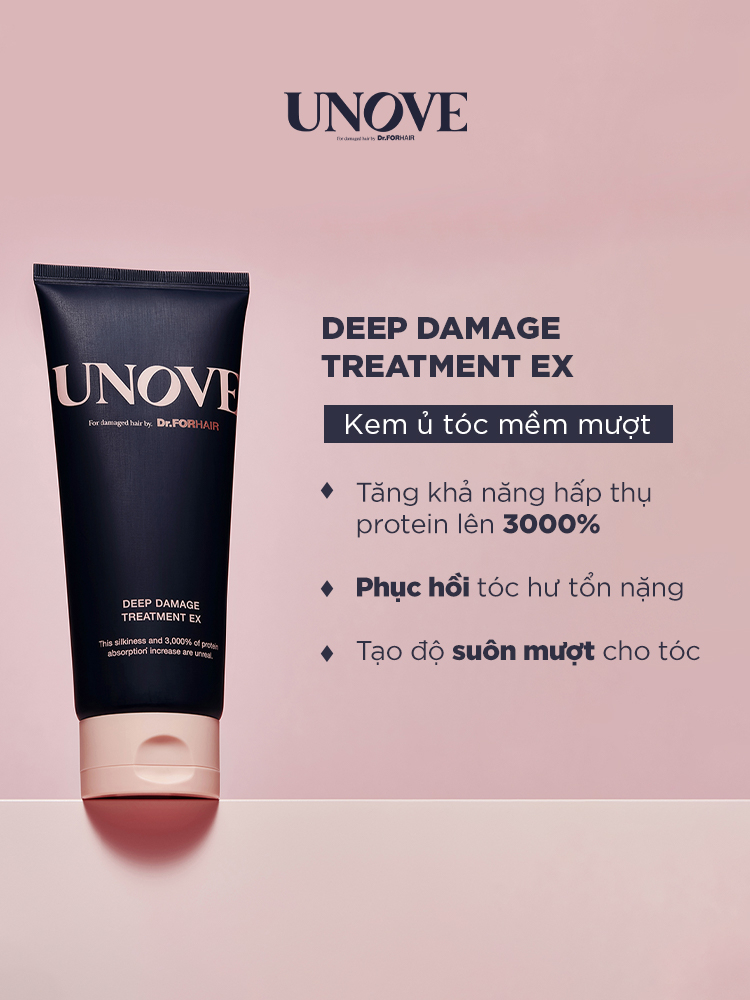 UNOVE
For damaged hair by. Dr.FORHAIR
UNOVE
For damaged hair by. Dr.FORHAIR
DEEP DAMAGE
TREATMENT EX
This silkiness and 3,000% of protein
absorption increase are unreal.
DEEP DAMAGE
TREATMENT EX
Kem ủ tóc mềm mượt
Tăng khả năng hấp thụ
protein lên 3000%
Phục hồi tóc hư tổn nặng
Tạo độ suôn mượt cho tóc